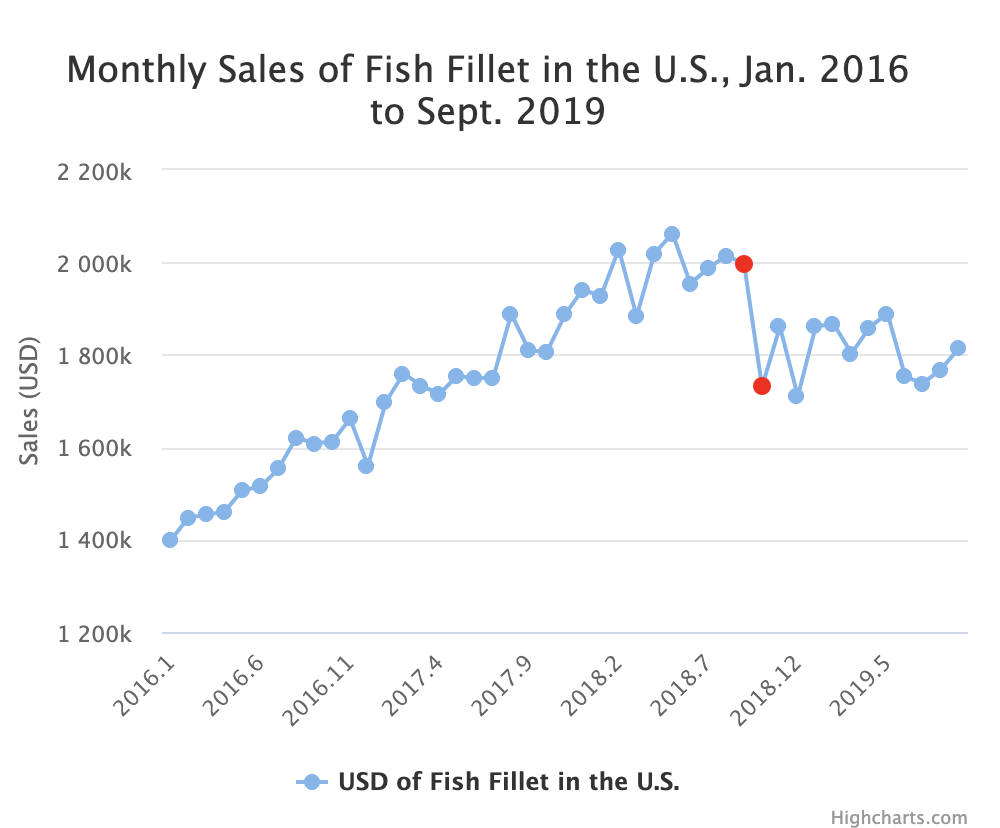 Monthly Sales of Fish Fillet in the U.S., Jan. 2016
to Sept. 2019
Sales (USD)
2 200k
2 000k
1 800k
1 600k
1 400k
1 200k
2016.1
2016.6
2016.11
2017.4
2017.9
2018.2
2018.7
2018.12
2019.5
USD of Fish Fillet in the U.S.
Highcharts.com